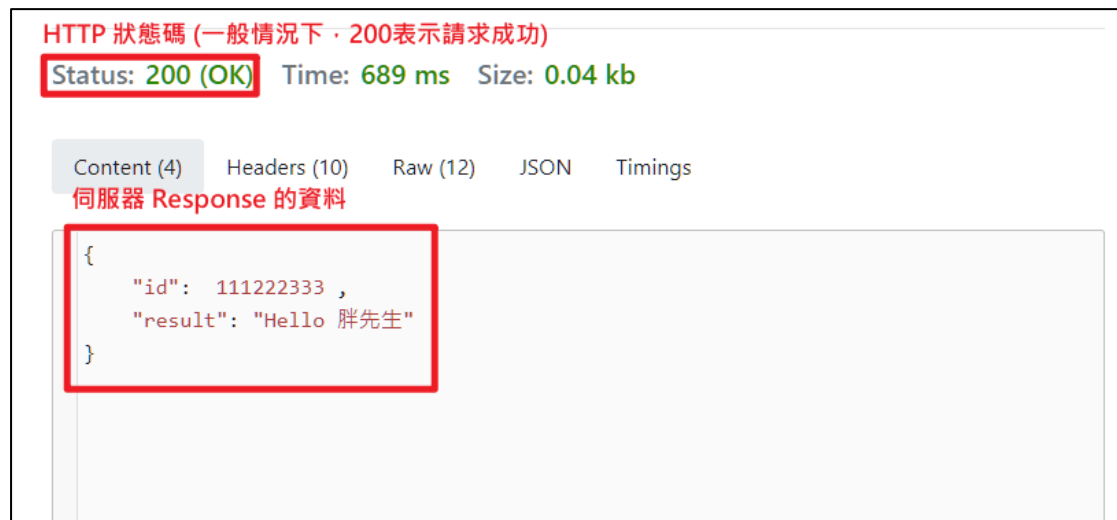 HTTP 狀態碼 (一般情況下，200表示請求成功)
Status: 200 (OK) Time: 689 ms Size: 0.04 kb
Content (4) Headers (10) Raw (12) JSON Timings
伺服器 Response 的資料
{
"id": 111222333 ,
"result": "Hello 胖先生"
}